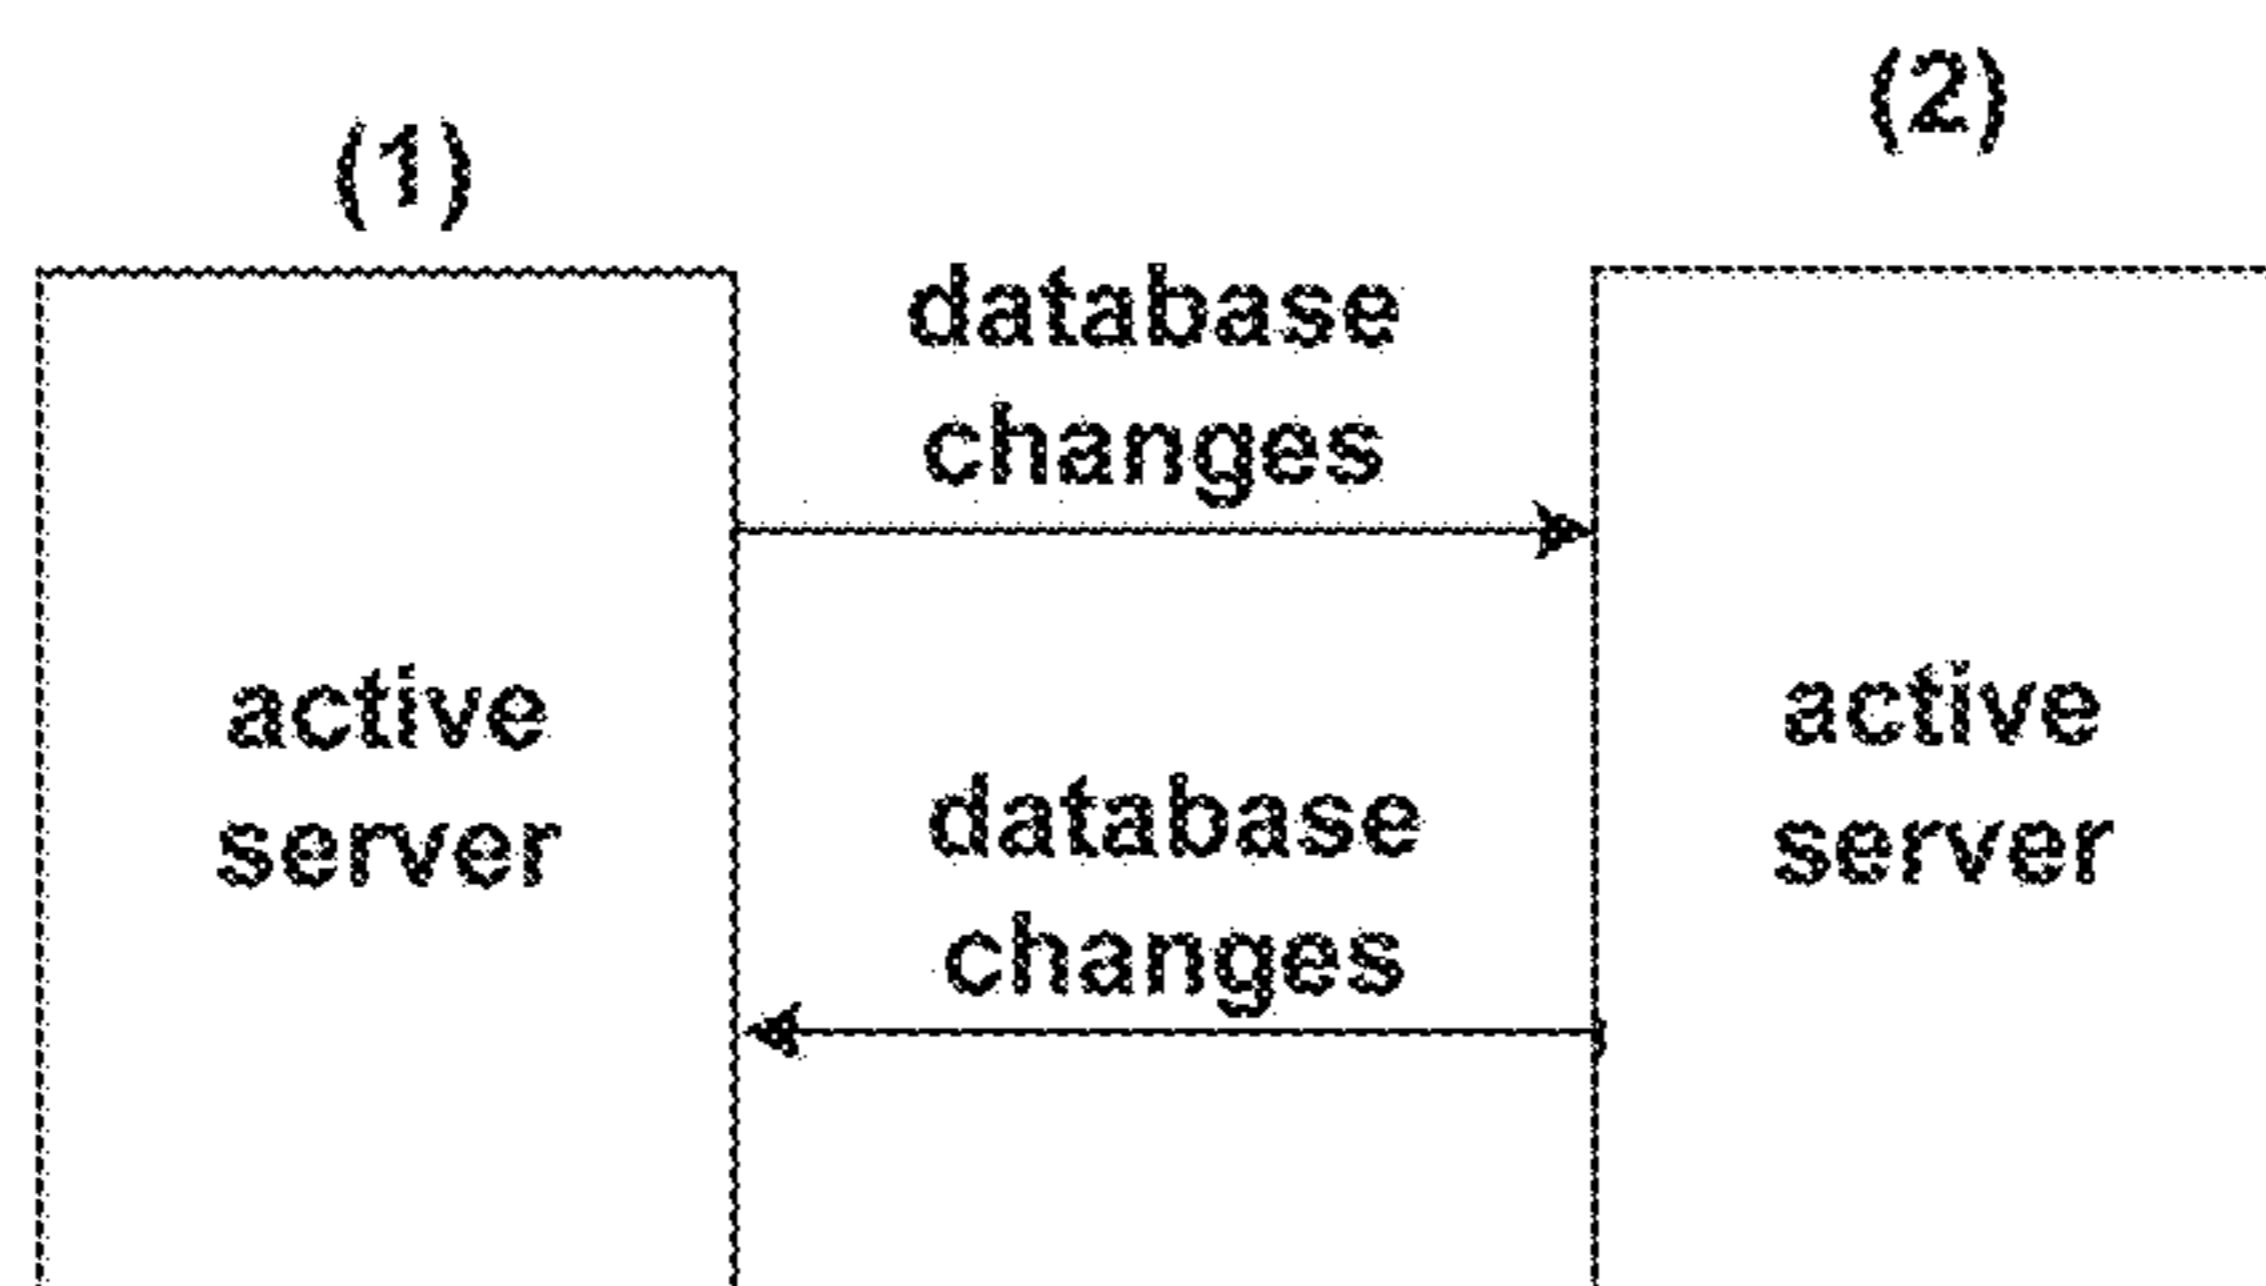 (1)
(2)
database
changes
active
server
active
server
database
changes